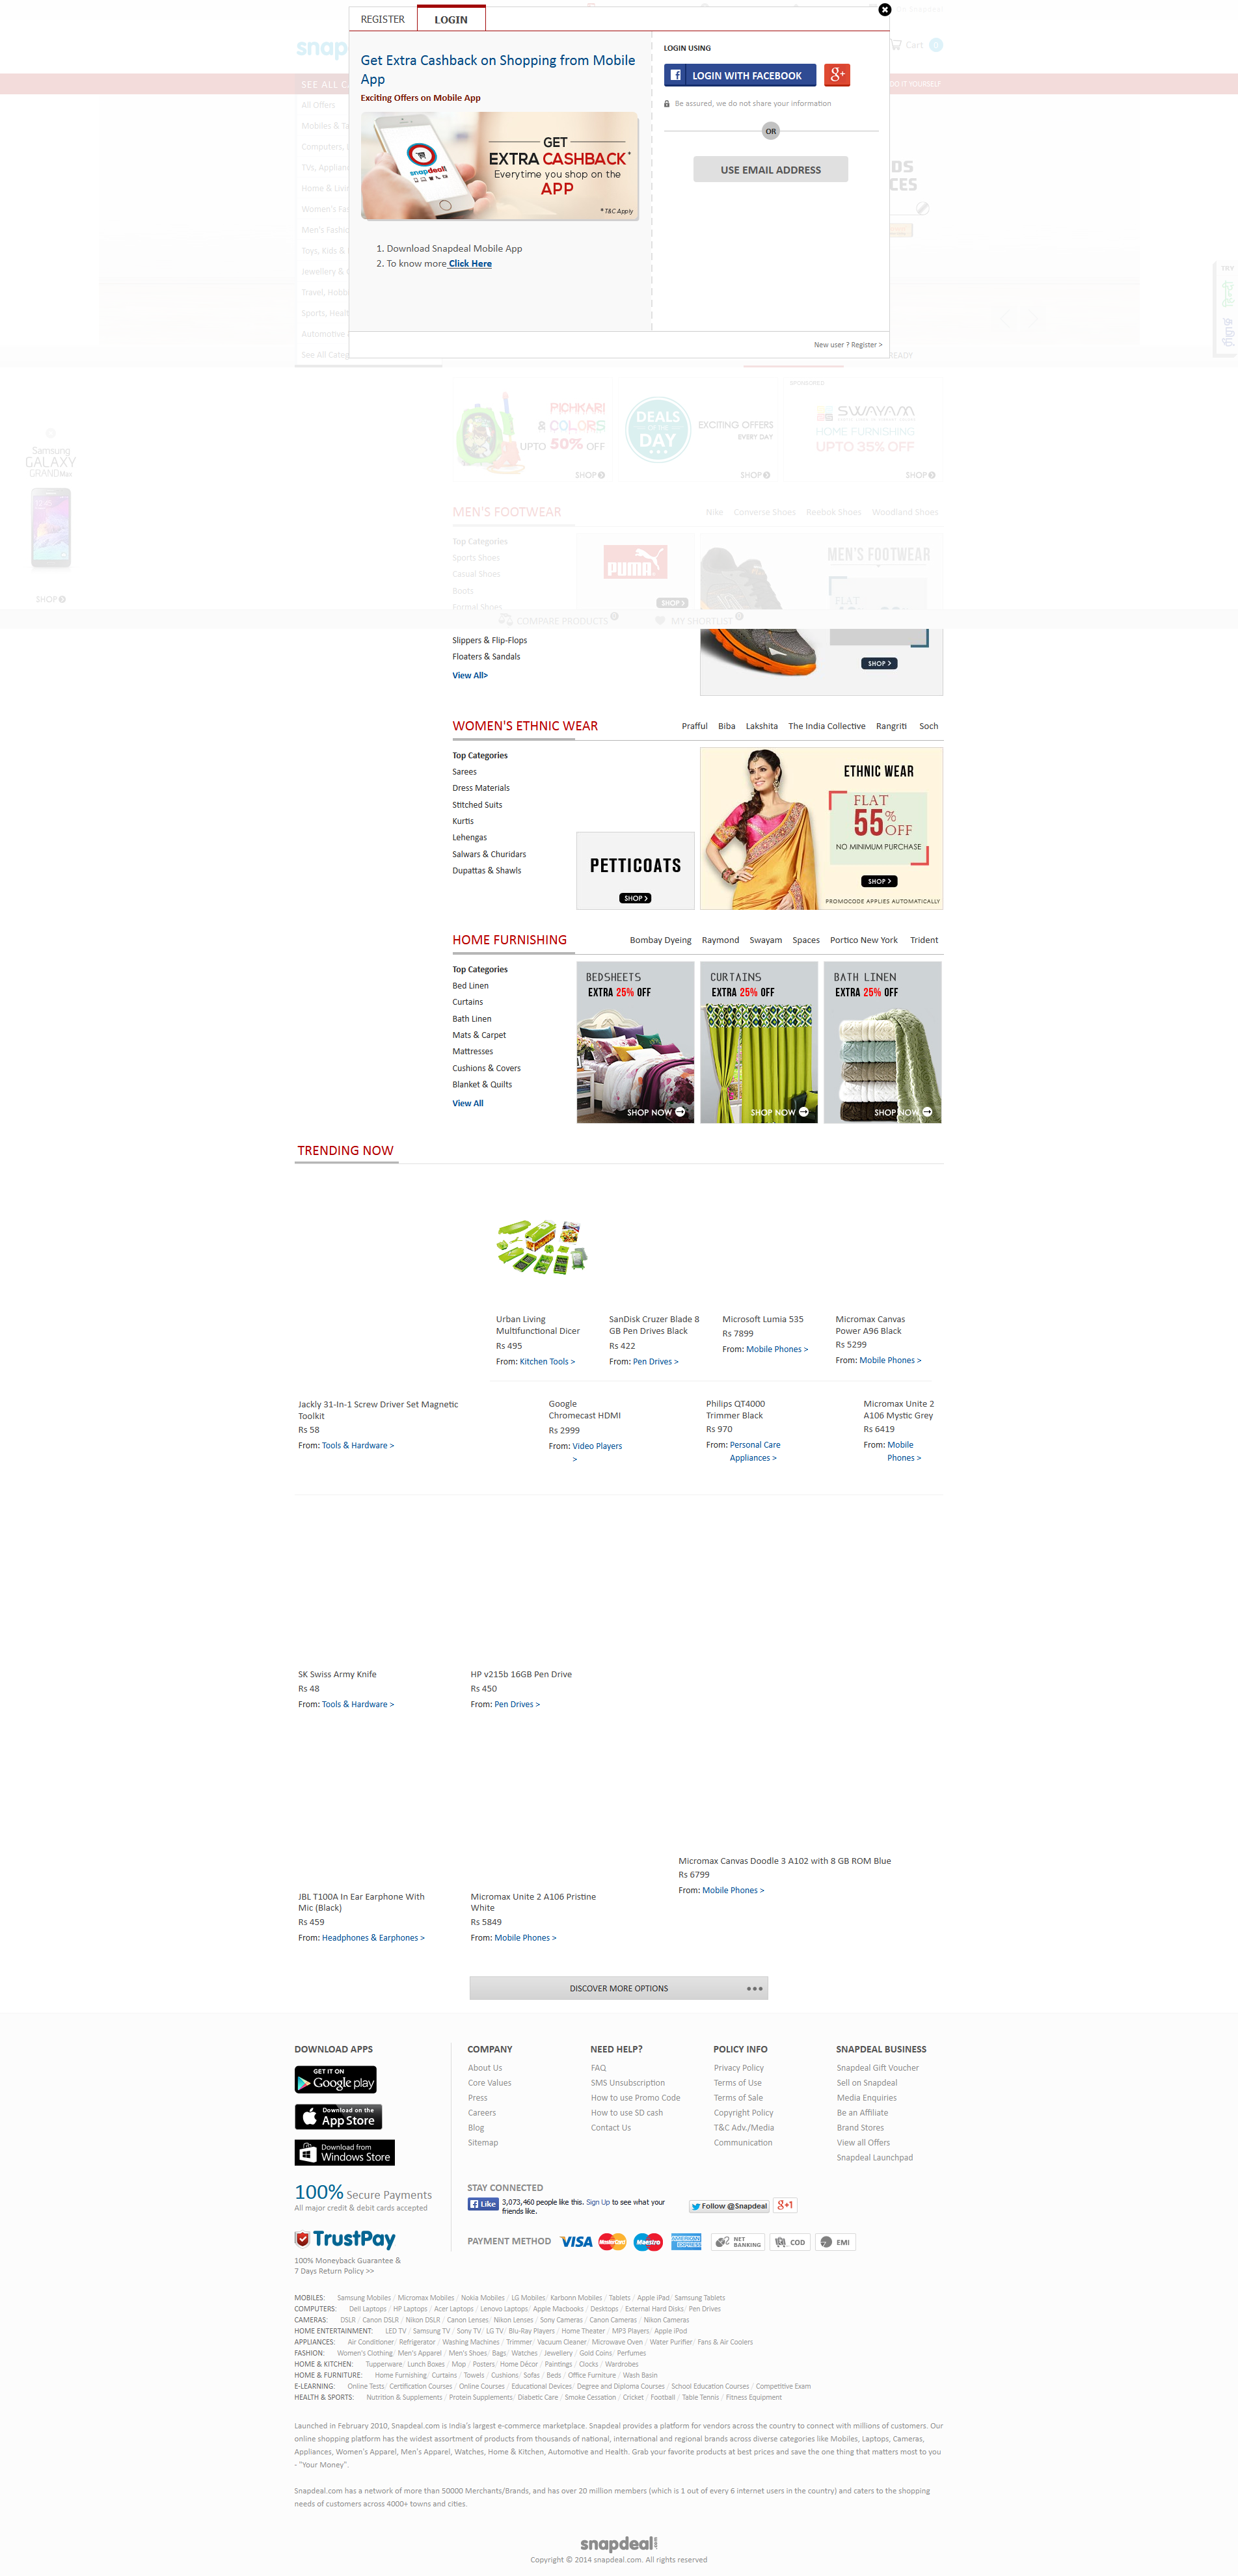 REGISTER
LOGIN
Get Extra Cashback on Shopping from Mobile
App
Exciting Offers on Mobile App
GET
EXTRA CASHBACK*
Everytime you shop on the
APP
* T&C Apply
snapdeal
1. Download Snapdeal Mobile App
2. To know more Click Here
LOGIN USING
LOGIN WITH FACEBOOK
g+
Be assured, we do not share your information
OR
USE EMAIL ADDRESS
New user ? Register >
snap
Cart
SEE ALL CA
DO IT YOURSELF
All Offers
Mobiles & Ta
Computers,
TVs, Applian
Home & Livi
Women's Fa
Men's Fashio
Toys, Kids &
Jewellery &
Travel, Hobb
Sports, Healt
Automotive
See All Categ
हिन्दी
Samsung
GALAXY
GRANDMax
SHOP
PICHKARI
& COLORS
UPTO 50% OFF
SHOP
DEALS
OF THE
DAY
EXCITING OFFERS
EVERY DAY
SHOP
SPONSORED
SWAYAM
HOME FURNISHING
UPTO 35% OFF
SHOP
MEN'S FOOTWEAR
Nike Converse Shoes Reebok Shoes Woodland Shoes
Top Categories
Sports Shoes
Casual Shoes
Boots
Formal Shoes
Slippers & Flip-Flops
Floaters & Sandals
View All>
PUMA
SHOP >
MEN'S FOOTWEAR
FLAT
SHOP >
COMPARE PRODUCTS
MY SHORTLIST
WOMEN'S ETHNIC WEAR
Prafful Biba Lakshita The India Collective Rangriti Soch
Top Categories
Sarees
Dress Materials
Stitched Suits
Kurtis
Lehengas
Salwars & Churidars
Dupattas & Shawls
PETTICOATS
SHOP >
ETHNIC WEAR
FLAT
55% OFF
NO MINIMUM PURCHASE
SHOP >
PROMOCODE APPLIES AUTOMATICALLY
HOME FURNISHING
Bombay Dyeing Raymond Swayam Spaces Portico New York Trident
Top Categories
Bed Linen
Curtains
Bath Linen
Mats & Carpet
Mattresses
Cushions & Covers
Blanket & Quilts
View All
BEDSHEETS
EXTRA 25% OFF
SHOP NOW
CURTAINS
EXTRA 25% OFF
SHOP NOW
BATH LINEN
EXTRA 25% OFF
SHOP NOW
TRENDING NOW
Urban Living
Multifunctional Dicer
Rs 495
From: Kitchen Tools >
SanDisk Cruzer Blade 8
GB Pen Drives Black
Rs 422
From: Pen Drives >
Microsoft Lumia 535
Rs 7899
From: Mobile Phones >
Micromax Canvas
Power A96 Black
Rs 5299
From: Mobile Phones >
Jackly 31-In-1 Screw Driver Set Magnetic
Toolkit
Rs 58
From: Tools & Hardware >
Google
Chromecast HDMI
Rs 2999
From: Video Players
>
Philips QT4000
Trimmer Black
Rs 970
From: Personal Care
Appliances >
Micromax Unite 2
A106 Mystic Grey
Rs 6419
From: Mobile
Phones >
SK Swiss Army Knife
Rs 48
From: Tools & Hardware >
HP v215b 16GB Pen Drive
Rs 450
From: Pen Drives >
Micromax Canvas Doodle 3 A102 with 8 GB ROM Blue
Rs 6799
From: Mobile Phones >
JBL T100A In Ear Earphone With
Mic (Black)
Rs 459
From: Headphones & Earphones >
Micromax Unite 2 A106 Pristine
White
Rs 5849
From: Mobile Phones >
DISCOVER MORE OPTIONS
DOWNLOAD APPS
GET IT ON
Google play
Download on the
App Store
Download from
Windows Store
100% Secure Payments
All major credit & debit cards accepted
TrustPay
100% Moneyback Guarantee &
7 Days Return Policy >>
COMPANY
About Us
Core Values
Press
Careers
Blog
Sitemap
NEED HELP?
FAQ
SMS Unsubscription
How to use Promo Code
How to use SD cash
Contact Us
POLICY INFO
Privacy Policy
Terms of Use
Terms of Sale
Copyright Policy
T&C Adv./Media
Communication
SNAPDEAL BUSINESS
Snapdeal Gift Voucher
Sell on Snapdeal
Media Enquiries
Be an Affiliate
Brand Stores
View all Offers
Snapdeal Launchpad
STAY CONNECTED
Like
3,073,460 people like this. Sign Up to see what your
friends like.
Follow @Snapdeal
g+1
PAYMENT METHOD
VISA
MasterCard
Maestro
AMERICAN EXPRESS
NET BANKING
COD
EMI
MOBILES: Samsung Mobiles / Micromax Mobiles / Nokia Mobiles / LG Mobiles / Karbonn Mobiles / Tablets / Apple iPad / Samsung Tablets
COMPUTERS: Dell Laptops / HP Laptops / Acer Laptops / Lenovo Laptops / Apple Macbooks / Desktops / External Hard Disks / Pen Drives
CAMERAS: DSLR / Canon DSLR / Nikon DSLR / Canon Lenses / Nikon Lenses / Sony Cameras / Canon Cameras / Nikon Cameras
HOME ENTERTAINMENT: LED TV / Samsung TV / Sony TV / LG TV / Blu-Ray Players / Home Theater / MP3 Players / Apple iPod
APPLIANCES: Air Conditioner / Refrigerator / Washing Machines / Trimmer / Vacuum Cleaner / Microwave Oven / Water Purifier / Fans & Air Coolers
FASHION: Women's Clothing / Men's Apparel / Men's Shoes / Bags / Watches / Jewellery / Gold Coins / Perfumes
HOME & KITCHEN: Tupperware / Lunch Boxes / Mop / Posters / Home Décor / Paintings / Clocks / Wardrobes
HOME & FURNITURE: Home Furnishing / Curtains / Towels / Cushions / Sofas / Beds / Office Furniture / Wash Basin
E-LEARNING: Online Tests / Certification Courses / Online Courses / Educational Devices / Degree and Diploma Courses / School Education Courses / Competitive Exam
HEALTH & SPORTS: Nutrition & Supplements / Protein Supplements / Diabetic Care / Smoke Cessation / Cricket / Football / Table Tennis / Fitness Equipment
Launched in February 2010, Snapdeal.com is India's largest e-commerce marketplace. Snapdeal provides a platform for vendors across the country to connect with millions of customers. Our
online shopping platform has the widest assortment of products from thousands of national, international and regional brands across diverse categories like Mobiles, Laptops, Cameras,
Appliances, Women's Apparel, Men's Apparel, Watches, Home & Kitchen, Automotive and Health. Grab your favorite products at best prices and save the one thing that matters most to you
- "Your Money".
Snapdeal.com has a network of more than 50000 Merchants/Brands, and has over 20 million members (which is 1 out of every 6 internet users in the country) and caters to the shopping
needs of customers across 4000+ towns and cities.
snapdeal.com
Copyright © 2014 snapdeal.com. All rights reserved